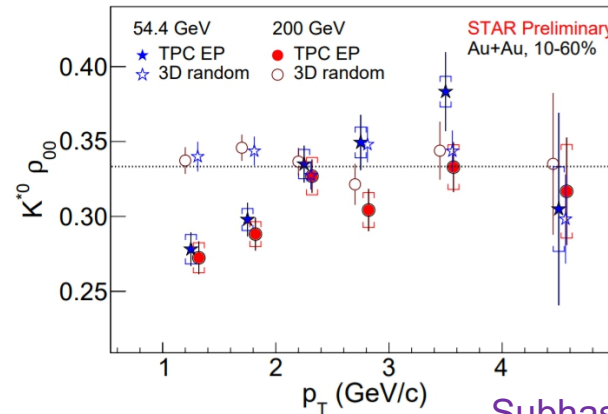 54.4 GeV 200 GeV STAR Preliminary
TPC EP TPC EP Au+Au, 10-60%
3D random 3D random
0.40
0.35
0.30
0.25
K*0 ρ00
1 2 3 4
pT (GeV/c)
Subhas